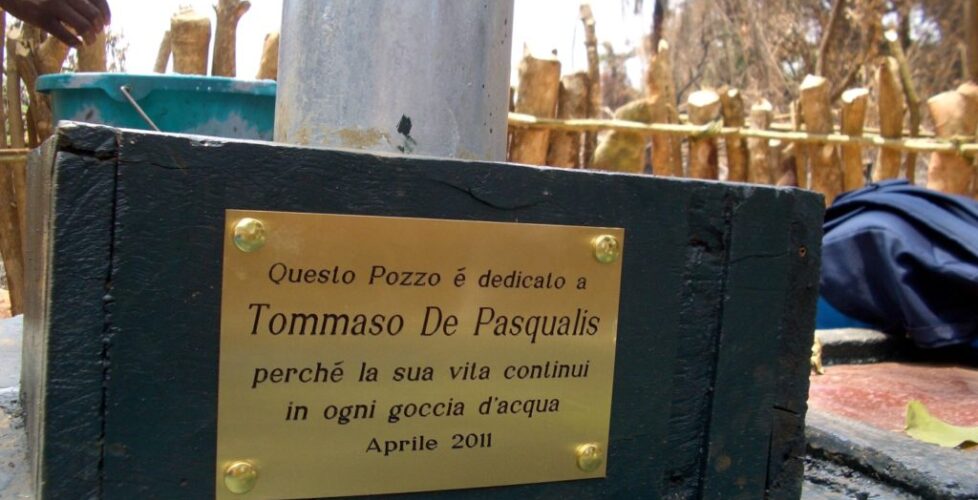 Questo Pozzo é dedicato a
Tommaso De Pasqualis
perché la sua vita continui
in ogni goccia d'acqua
Aprile 2011